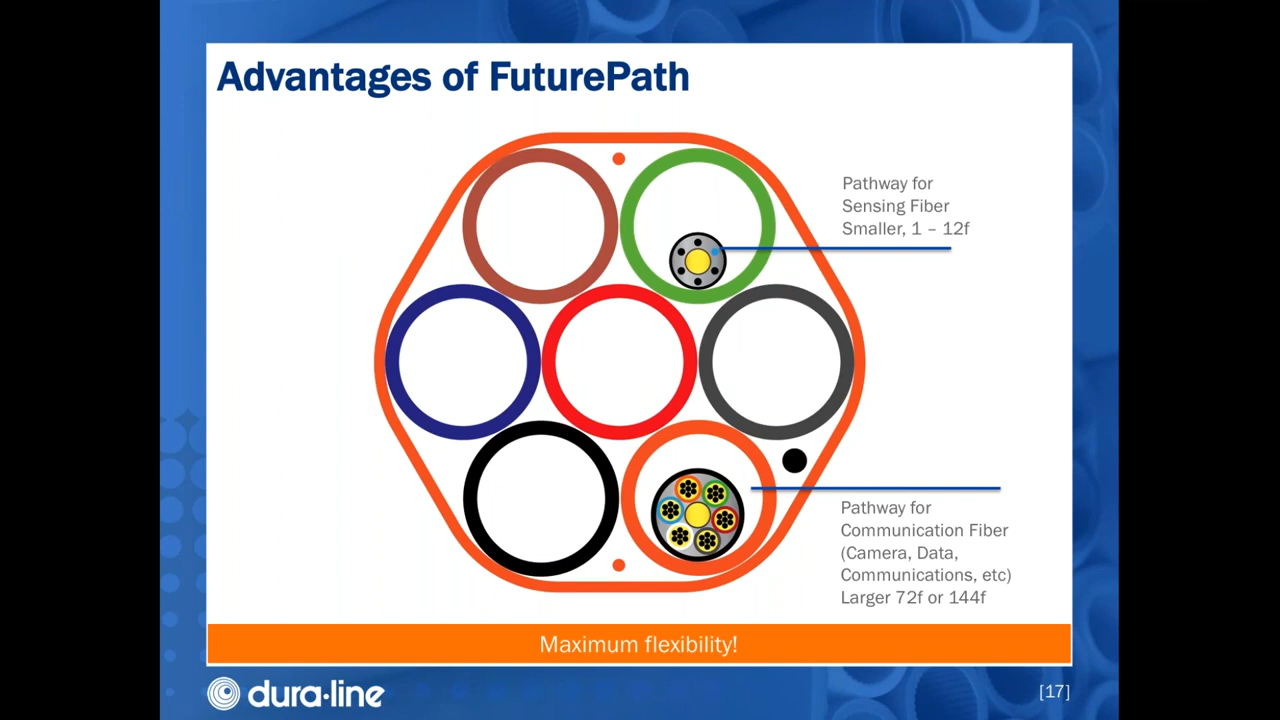 Advantages of FuturePath
Pathway for
Sensing Fiber
Smaller, 1 – 12f
Pathway for
Communication Fiber
(Camera, Data,
Communications, etc)
Larger 72f or 144f
Maximum flexibility!
dura·line
[17]